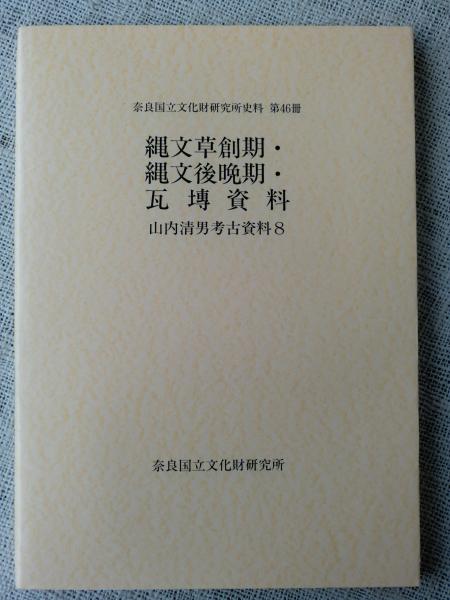 奈良国立文化財研究所史料 第46冊
縄文草創期・
縄文後晩期・
瓦塼資料
山内清男考古資料8
奈良国立文化財研究所